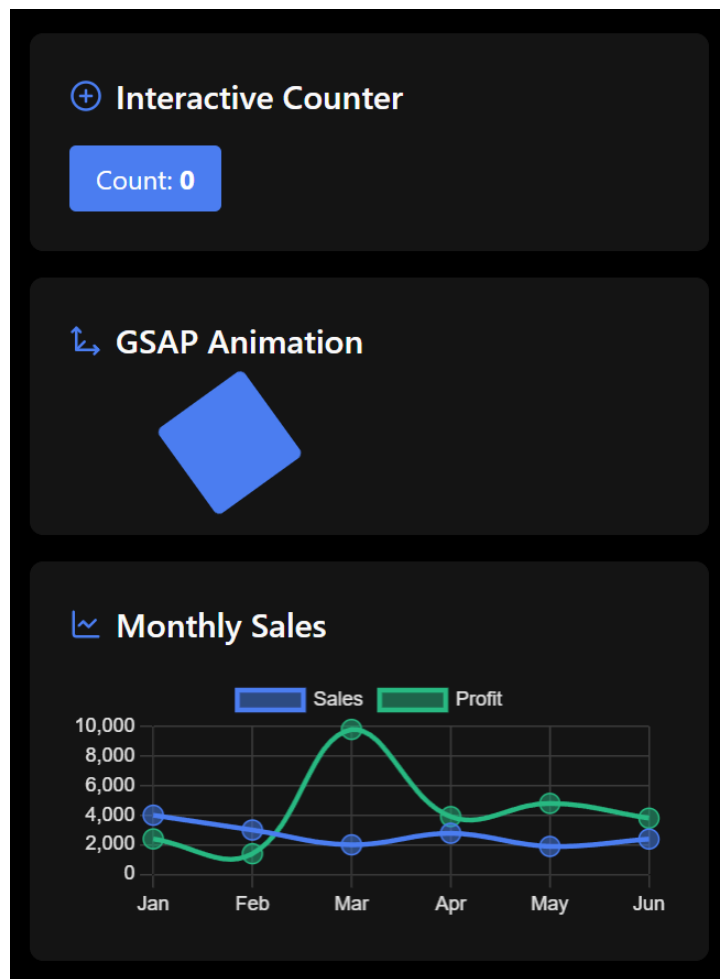 Interactive Counter
Count: 0
GSAP Animation
Monthly Sales
Sales Profit
10,000
8,000
6,000
4,000
2,000
0
Jan Feb Mar Apr May Jun